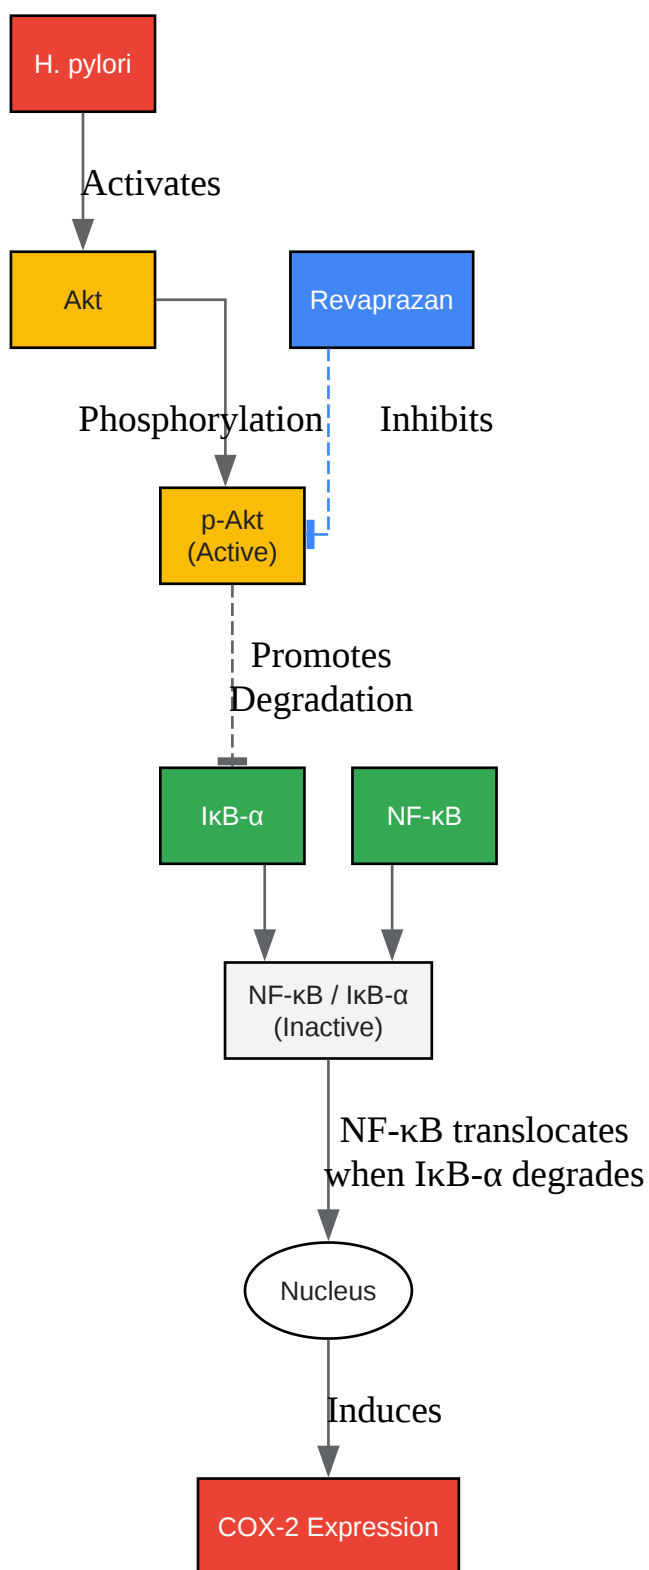 H. pylori
Activates
Akt
Revaprazan
Phosphorylation
Inhibits
p-Akt
(Active)
Promotes
Degradation
IκB-α
NF-κB
NF-κB / IκB-α
(Inactive)
NF-κB translocates
when IκB-α degrades
Nucleus
Induces
COX-2 Expression